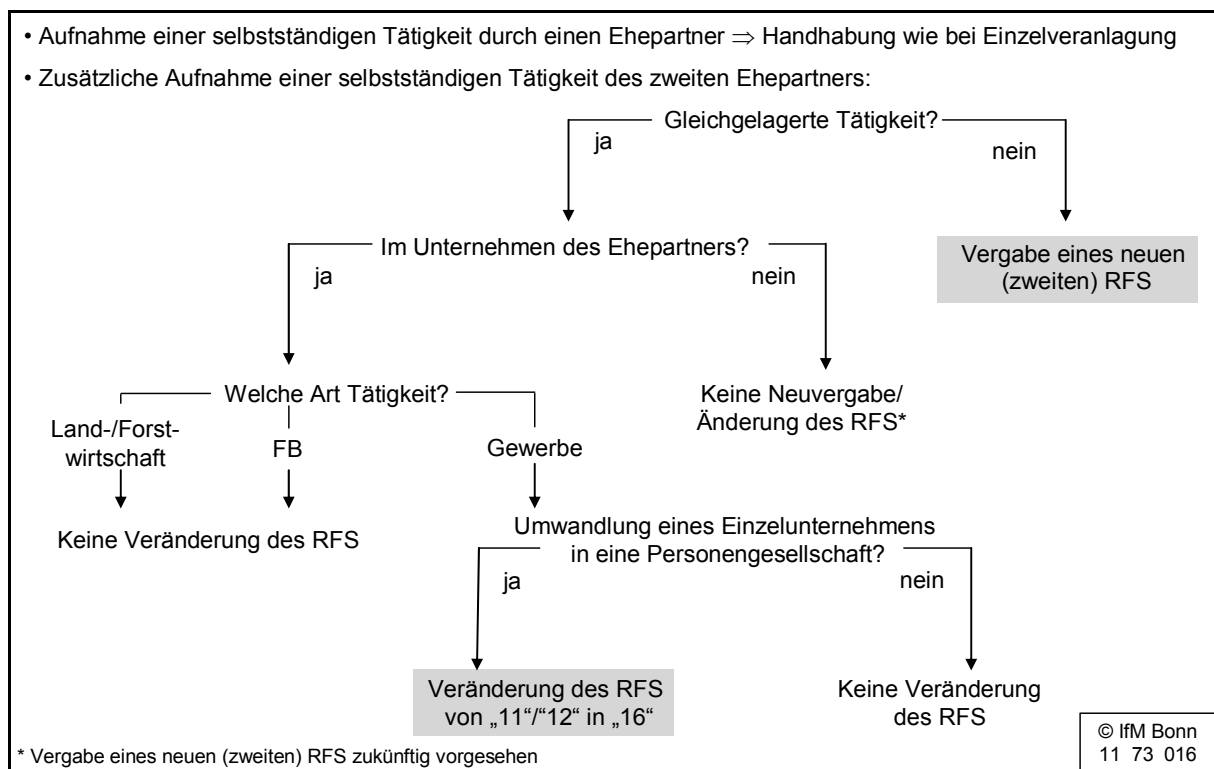 • Aufnahme einer selbstständigen Tätigkeit durch einen Ehepartner ⇒ Handhabung wie bei Einzelveranlagung
• Zusätzliche Aufnahme einer selbstständigen Tätigkeit des zweiten Ehepartners:
Gleichgelagerte Tätigkeit?
ja
nein
Im Unternehmen des Ehepartners?
Vergabe eines neuen
(zweiten) RFS
ja
nein
Welche Art Tätigkeit?
Keine Neuvergabe/
Änderung des RFS*
Land-/Forst-
wirtschaft
FB
Gewerbe
Keine Veränderung des RFS
Umwandlung eines Einzelunternehmens
in eine Personengesellschaft?
ja
nein
Veränderung des RFS
von „11“/“12“ in „16“
Keine Veränderung
des RFS
* Vergabe eines neuen (zweiten) RFS zukünftig vorgesehen
© IfM Bonn
11 73 016